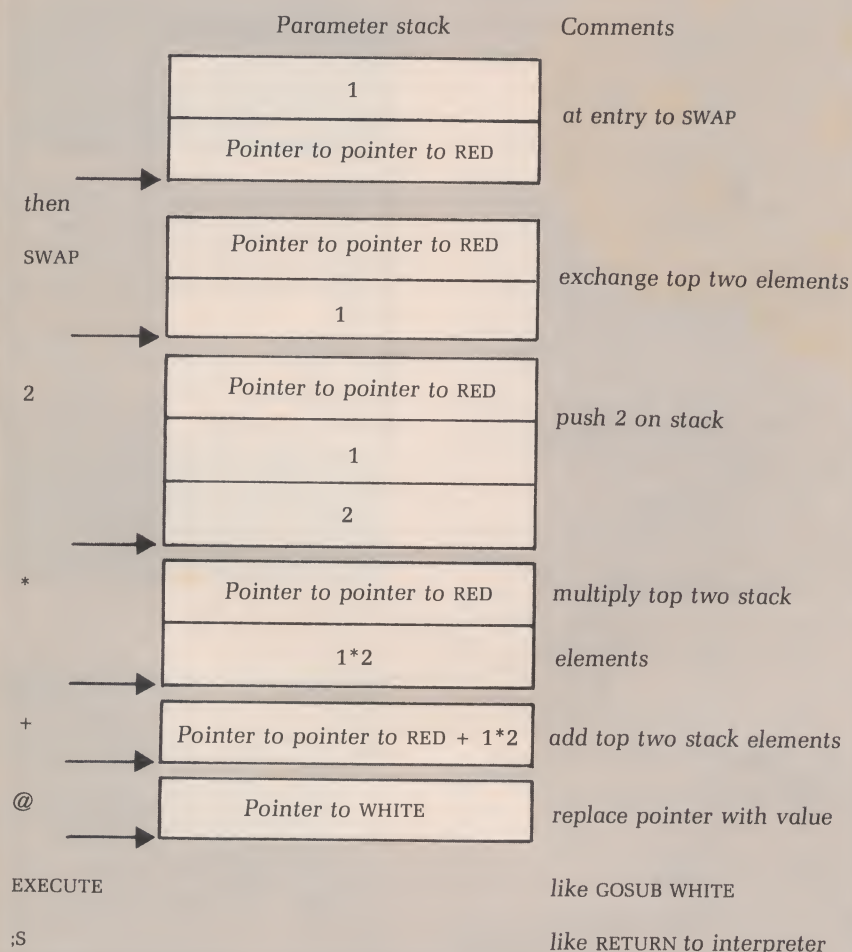 Parameter stack Comments
1
at entry to SWAP
Pointer to pointer to RED
then
SWAP
Pointer to pointer to RED
exchange top two elements
1
2
Pointer to pointer to RED
push 2 on stack
1
2
*
Pointer to pointer to RED
multiply top two stack
1*2
elements
+
Pointer to pointer to RED + 1*2
add top two stack elements
@
Pointer to WHITE
replace pointer with value
EXECUTE
like GOSUB WHITE
;S
like RETURN to interpreter